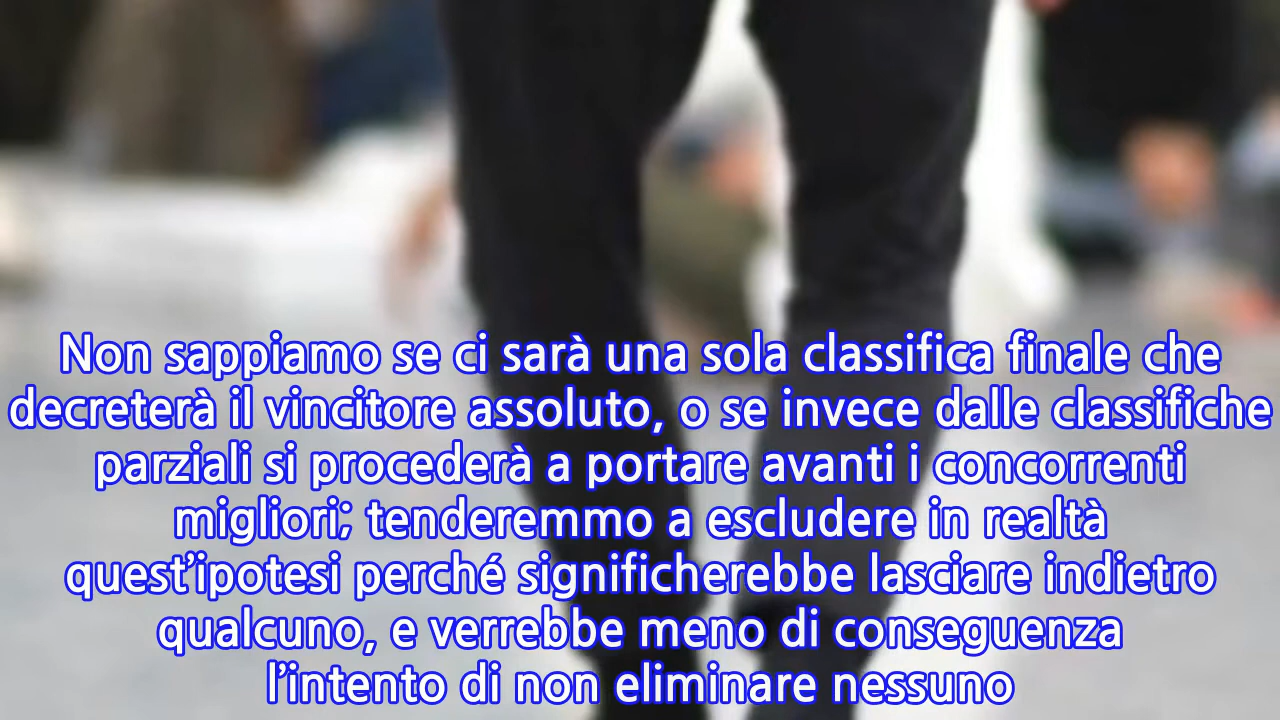 Non sappiamo se ci sarà una sola classifica finale che
decreterà il vincitore assoluto, o se invece dalle classifiche
parziali si procederà a portare avanti i concorrenti
migliori; tenderemmo a escludere in realtà
quest'ipotesi perché significherebbe lasciare indietro
qualcuno, e verrebbe meno di conseguenza
l'intento di non eliminare nessuno